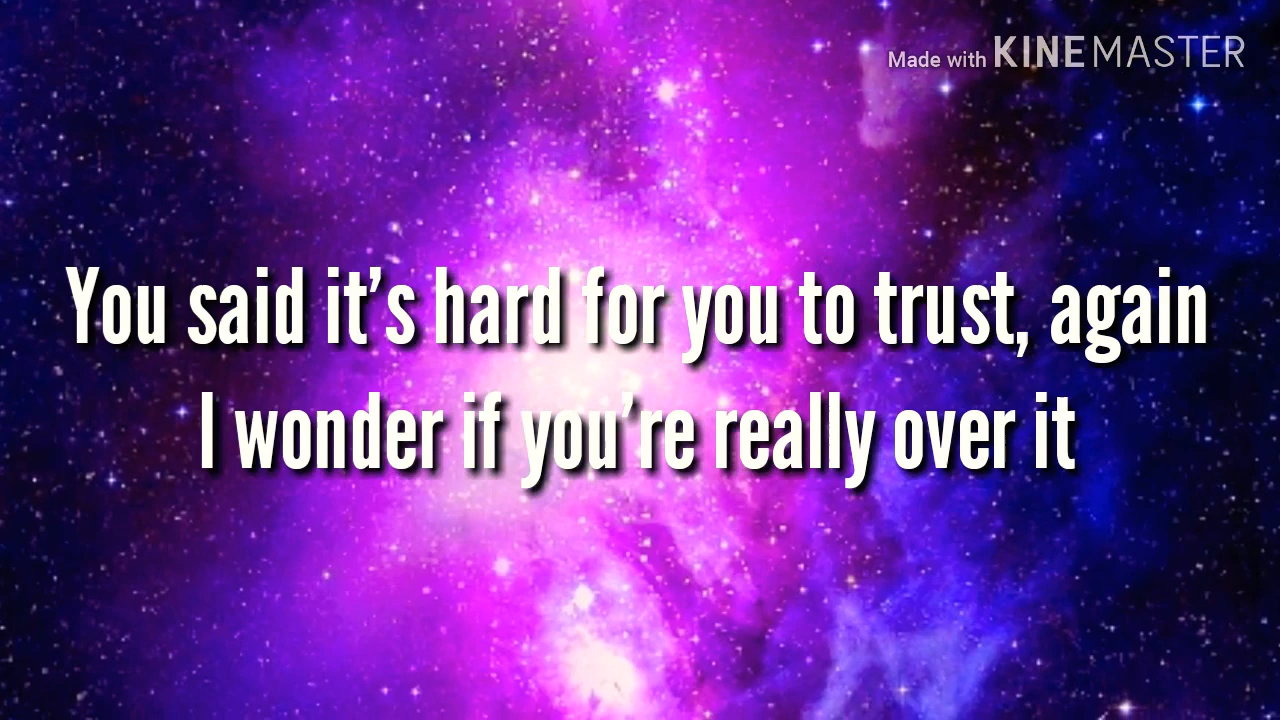 Made with KINEMASTER
You said it’s hard for you to trust, again
I wonder if you’re really over it